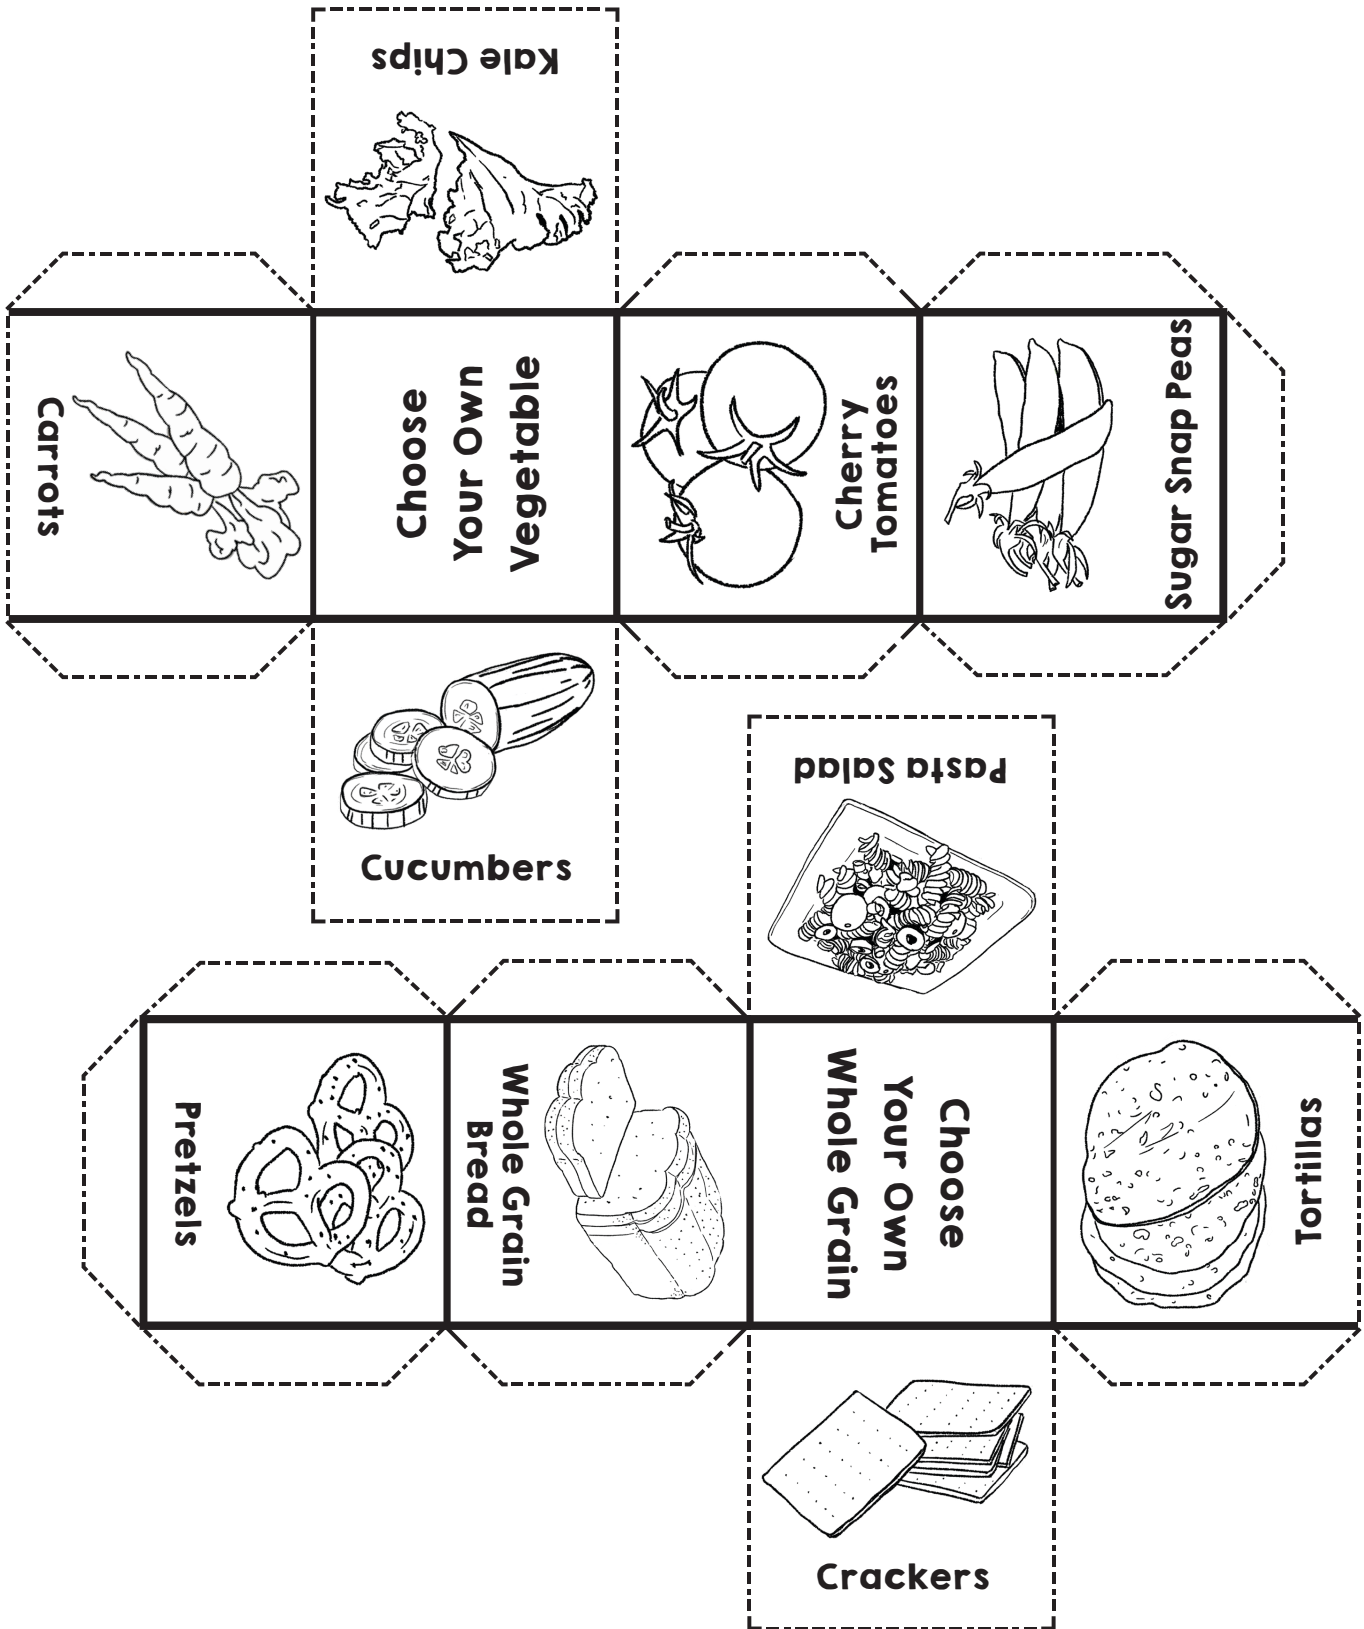 Kale Chips
Carrots
Choose
Your Own
Vegetable
Cherry
Tomatoes
Sugar Snap Peas
Cucumbers
Pasta Salad
Pretzels
Whole Grain
Bread
Choose
Your Own
Whole Grain
Tortillas
Crackers